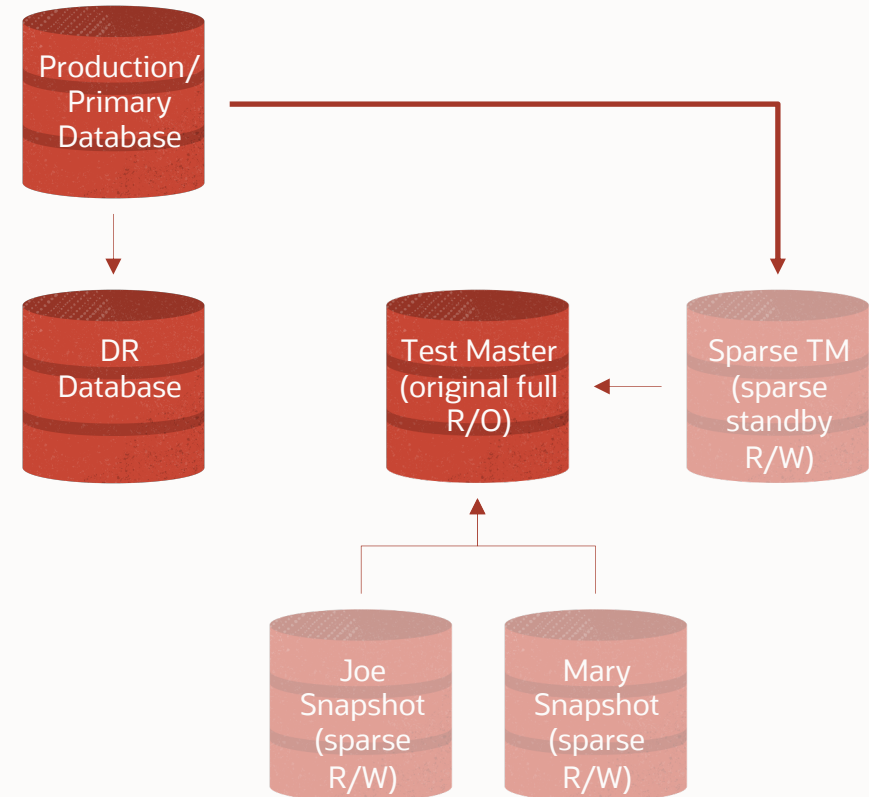 Production/
Primary
Database
DR
Database
Test Master
(original full
R/O)
Sparse TM
(sparse
standby
R/W)
Joe
Snapshot
(sparse
R/W)
Mary
Snapshot
(sparse
R/W)